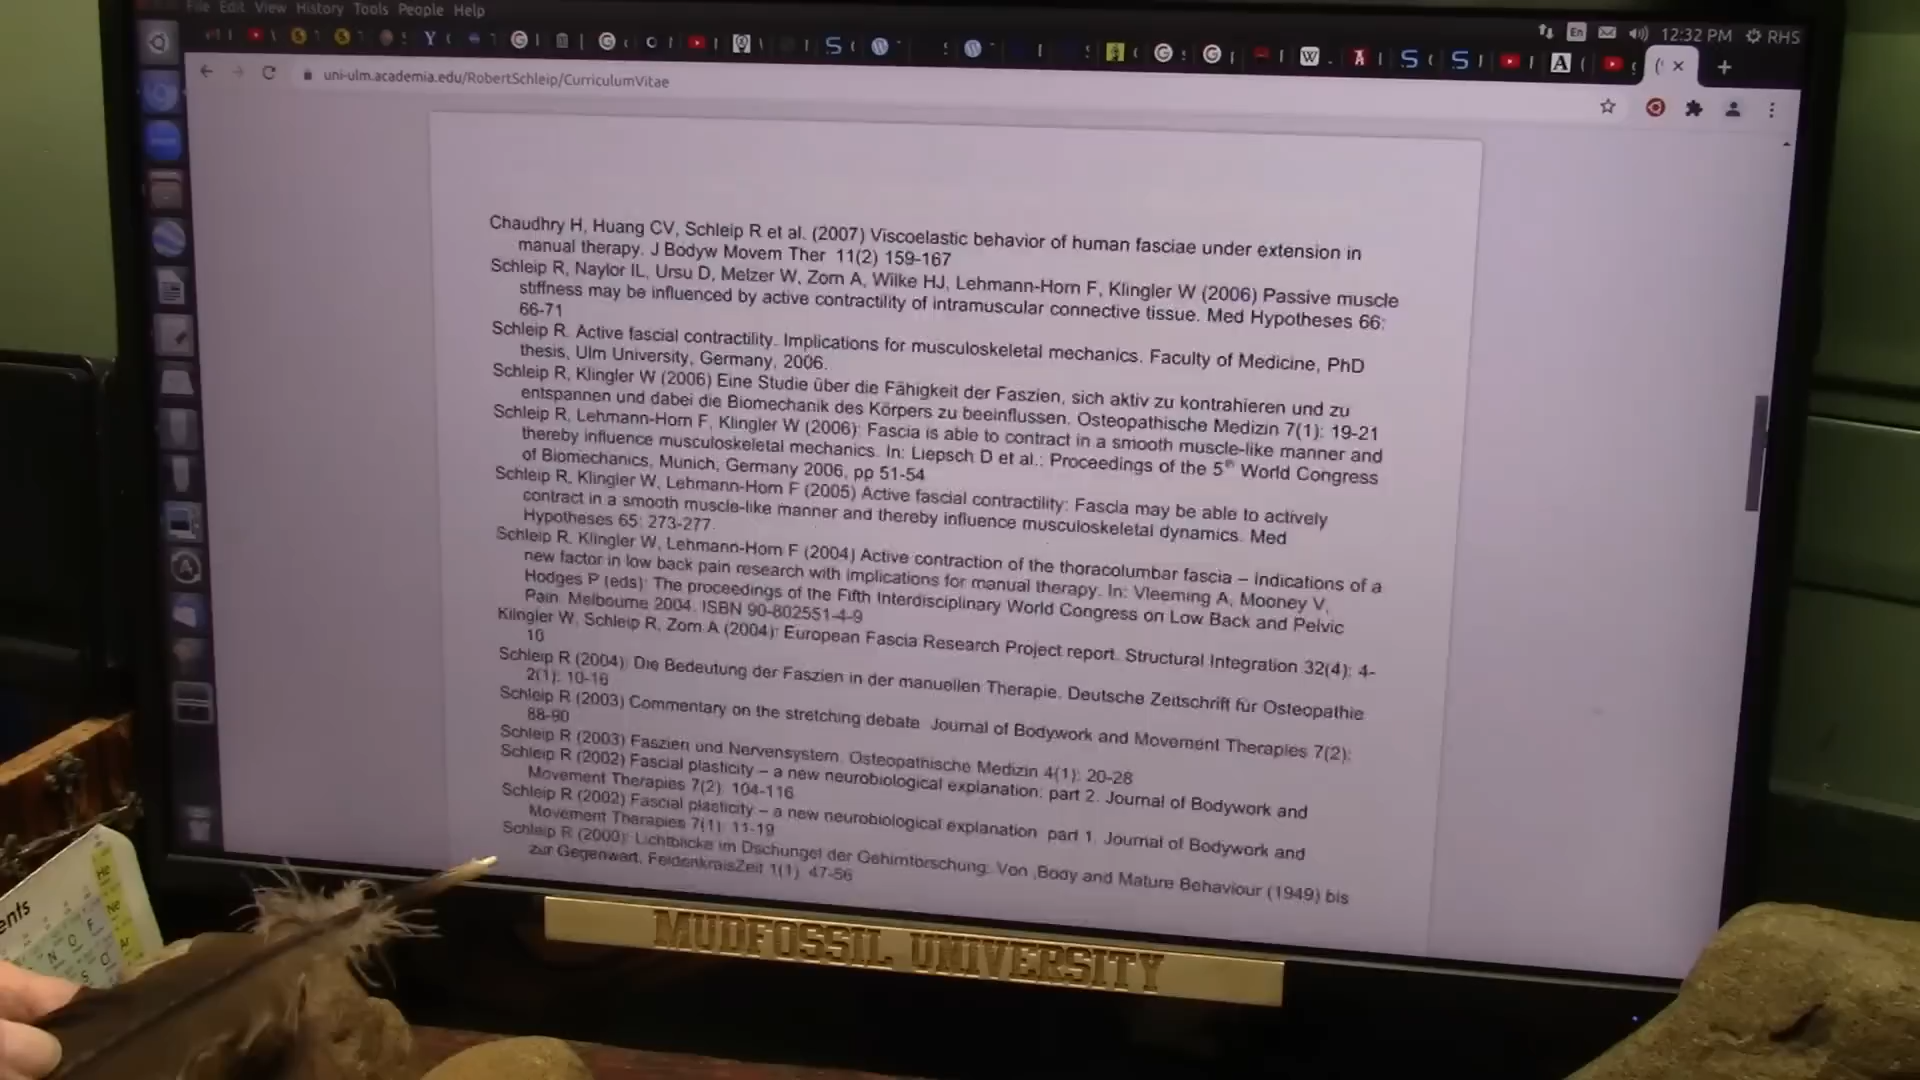 File Edit View History Tools People Help
12:32 PM RHS
uni-ulm.academia.edu/RobertSchleip/CurriculumVitae
Chaudhry H, Huang CV, Schleip R et al. (2007) Viscoelastic behavior of human fasciae under extension in
manual therapy. J Bodyw Movem Ther 11(2) 159-167
Schleip R, Naylor IL, Ursu D, Melzer W, Zorn A, Wilke HJ, Lehmann-Horn F, Klingler W (2006) Passive muscle
stiffness may be influenced by active contractility of intramuscular connective tissue. Med Hypotheses 66:
66-71
Schleip R. Active fascial contractility. Implications for musculoskeletal mechanics. Faculty of Medicine, PhD
thesis, Ulm University, Germany, 2006.
Schleip R, Klingler W (2006) Eine Studie über die Fähigkeit der Faszien, sich aktiv zu kontrahieren und zu
entspannen und dabei die Biomechanik des Körpers zu beeinflussen. Osteopathische Medizin 7(1): 19-21
Schleip R, Lehmann-Horn F, Klingler W (2006): Fascia is able to contract in a smooth muscle-like manner and
thereby influence musculoskeletal mechanics. In: Liepsch D et al.: Proceedings of the 5th World Congress
of Biomechanics, Munich, Germany 2006, pp 51-54
Schleip R, Klingler W, Lehmann-Horn F (2005) Active fascial contractility: Fascia may be able to actively
contract in a smooth muscle-like manner and thereby influence musculoskeletal dynamics. Med
Hypotheses 65: 273-277.
Schleip R, Klingler W, Lehmann-Horn F (2004) Active contraction of the thoracolumbar fascia – Indications of a
new factor in low back pain research with implications for manual therapy. In: Vleeming A, Mooney V,
Hodges P (eds): The proceedings of the Fifth Interdisciplinary World Congress on Low Back and Pelvic
Pain. Melbourne 2004. ISBN 90-802551-4-9
Klingler W, Schleip R, Zorn A (2004): European Fascia Research Project report. Structural Integration 32(4): 4-
10
Schleip R (2004): Die Bedeutung der Faszien in der manuellen Therapie. Deutsche Zeitschrift für Osteopathie
2(1): 10-16
Schleip R (2003) Commentary on the stretching debate Journal of Bodywork and Movement Therapies 7(2):
88-90
Schleip R (2003) Faszien und Nervensystem. Osteopathische Medizin 4(1): 20-28
Schleip R (2002) Fascial plasticity – a new neurobiological explanation: part 2. Journal of Bodywork and
Movement Therapies 7(2): 104-116
Schleip R (2002) Fascial plasticity – a new neurobiological explanation part 1. Journal of Bodywork and
Movement Therapies 7(1): 11-19
Schleip R (2000): Lichtblicke im Dschungel der Gehirnforschung: Von ‚Body and Mature Behaviour (1949) bis
zur Gegenwart. FeldenkraisZeit 1(1): 47-56
MUDFOSSIL UNIVERSITY
ents
He
Ne
Ar
N O F
S Cl